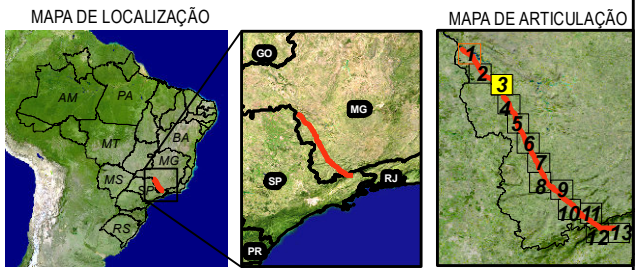 MAPA DE LOCALIZAÇÃO
AM
PA
MT
BA
MG
MS
SP
RS
GO
MG
SP
RJ
PR
MAPA DE ARTICULAÇÃO
1
2
3
4
5
6
7
8
9
10
11
12
13